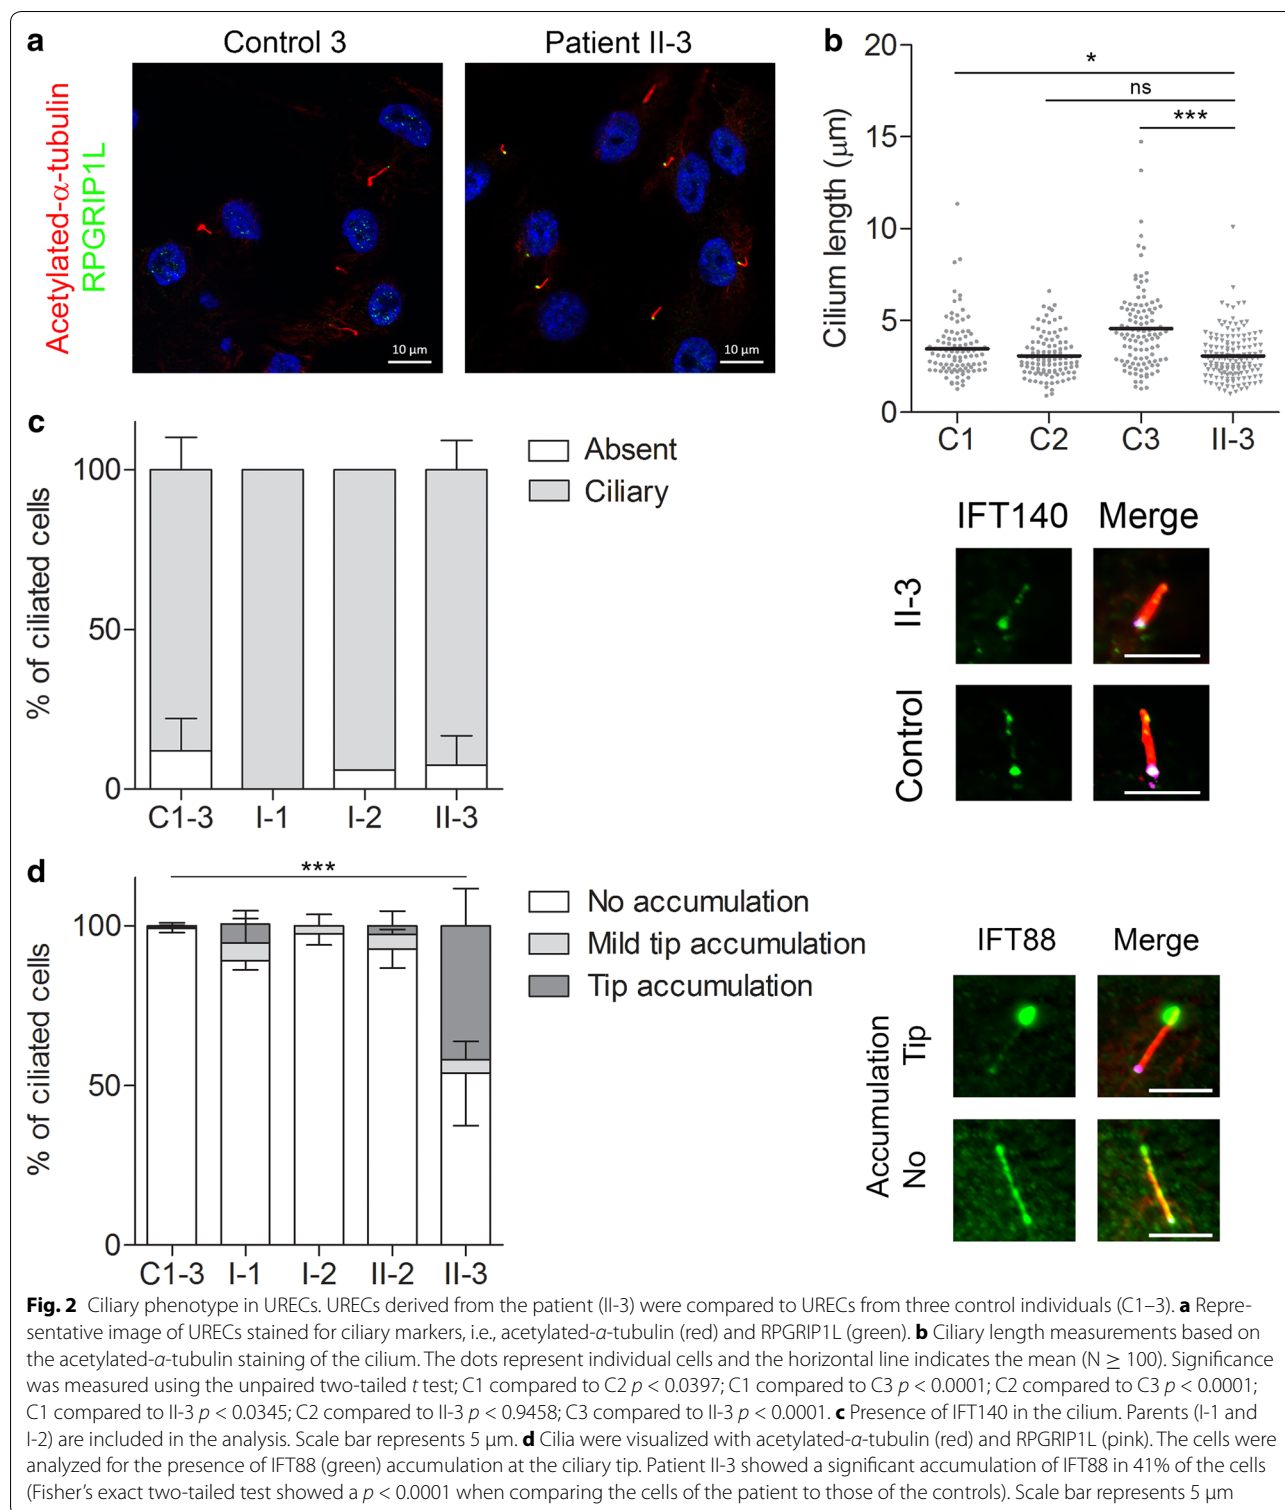 a
Control 3
Patient II-3
Acetylated-α-tubulin
RPGRIP1L
10 µm
10 µm
b
Cilium length (µm)
20
15
10
5
0
*
ns
***
C1
C2
C3
II-3
c
% of ciliated cells
100
50
0
C1-3
I-1
I-2
II-3
Absent
Ciliary
IFT140
Merge
II-3
Control
d
% of ciliated cells
100
50
0
***
C1-3
I-1
I-2
II-2
II-3
No accumulation
Mild tip accumulation
Tip accumulation
IFT88
Merge
Accumulation
Tip
No
Fig. 2 Ciliary phenotype in URECs. URECs derived from the patient (II-3) were compared to URECs from three control individuals (C1–3). a Repre-
sentative image of URECs stained for ciliary markers, i.e., acetylated-α-tubulin (red) and RPGRIP1L (green). b Ciliary length measurements based on
the acetylated-α-tubulin staining of the cilium. The dots represent individual cells and the horizontal line indicates the mean (N ≥ 100). Significance
was measured using the unpaired two-tailed t test; C1 compared to C2 p < 0.0397; C1 compared to C3 p < 0.0001; C2 compared to C3 p < 0.0001;
C1 compared to II-3 p < 0.0345; C2 compared to II-3 p < 0.9458; C3 compared to II-3 p < 0.0001. c Presence of IFT140 in the cilium. Parents (I-1 and
I-2) are included in the analysis. Scale bar represents 5 µm. d Cilia were visualized with acetylated-α-tubulin (red) and RPGRIP1L (pink). The cells were
analyzed for the presence of IFT88 (green) accumulation at the ciliary tip. Patient II-3 showed a significant accumulation of IFT88 in 41% of the cells
(Fisher's exact two-tailed test showed a p < 0.0001 when comparing the cells of the patient to those of the controls). Scale bar represents 5 µm